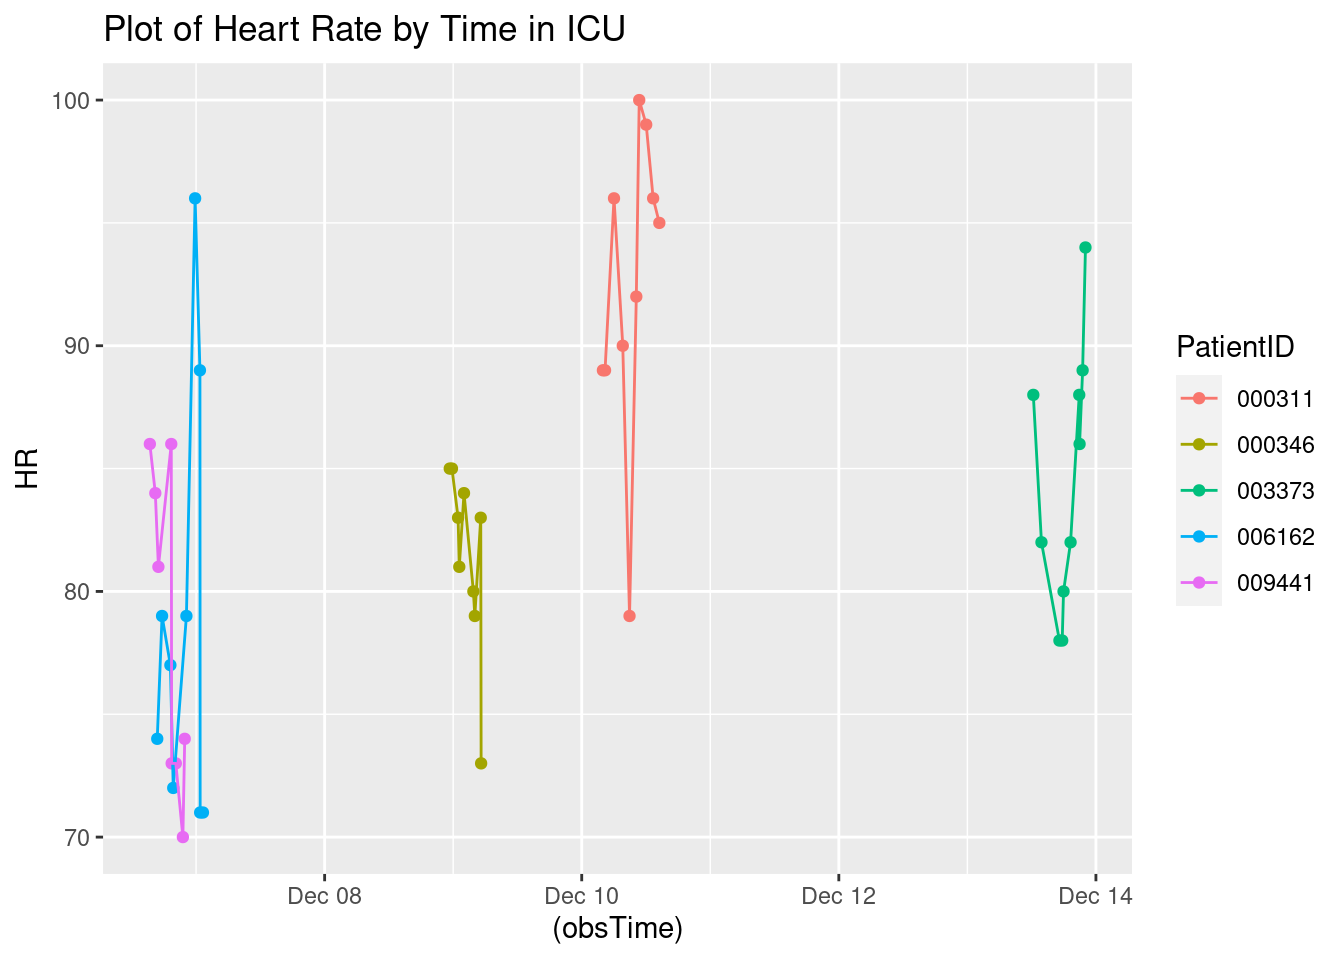 Plot of Heart Rate by Time in ICU
100
90
80
70
HR
Dec 08
Dec 10
Dec 12
Dec 14
(obsTime)
PatientID
000311
000346
003373
006162
009441